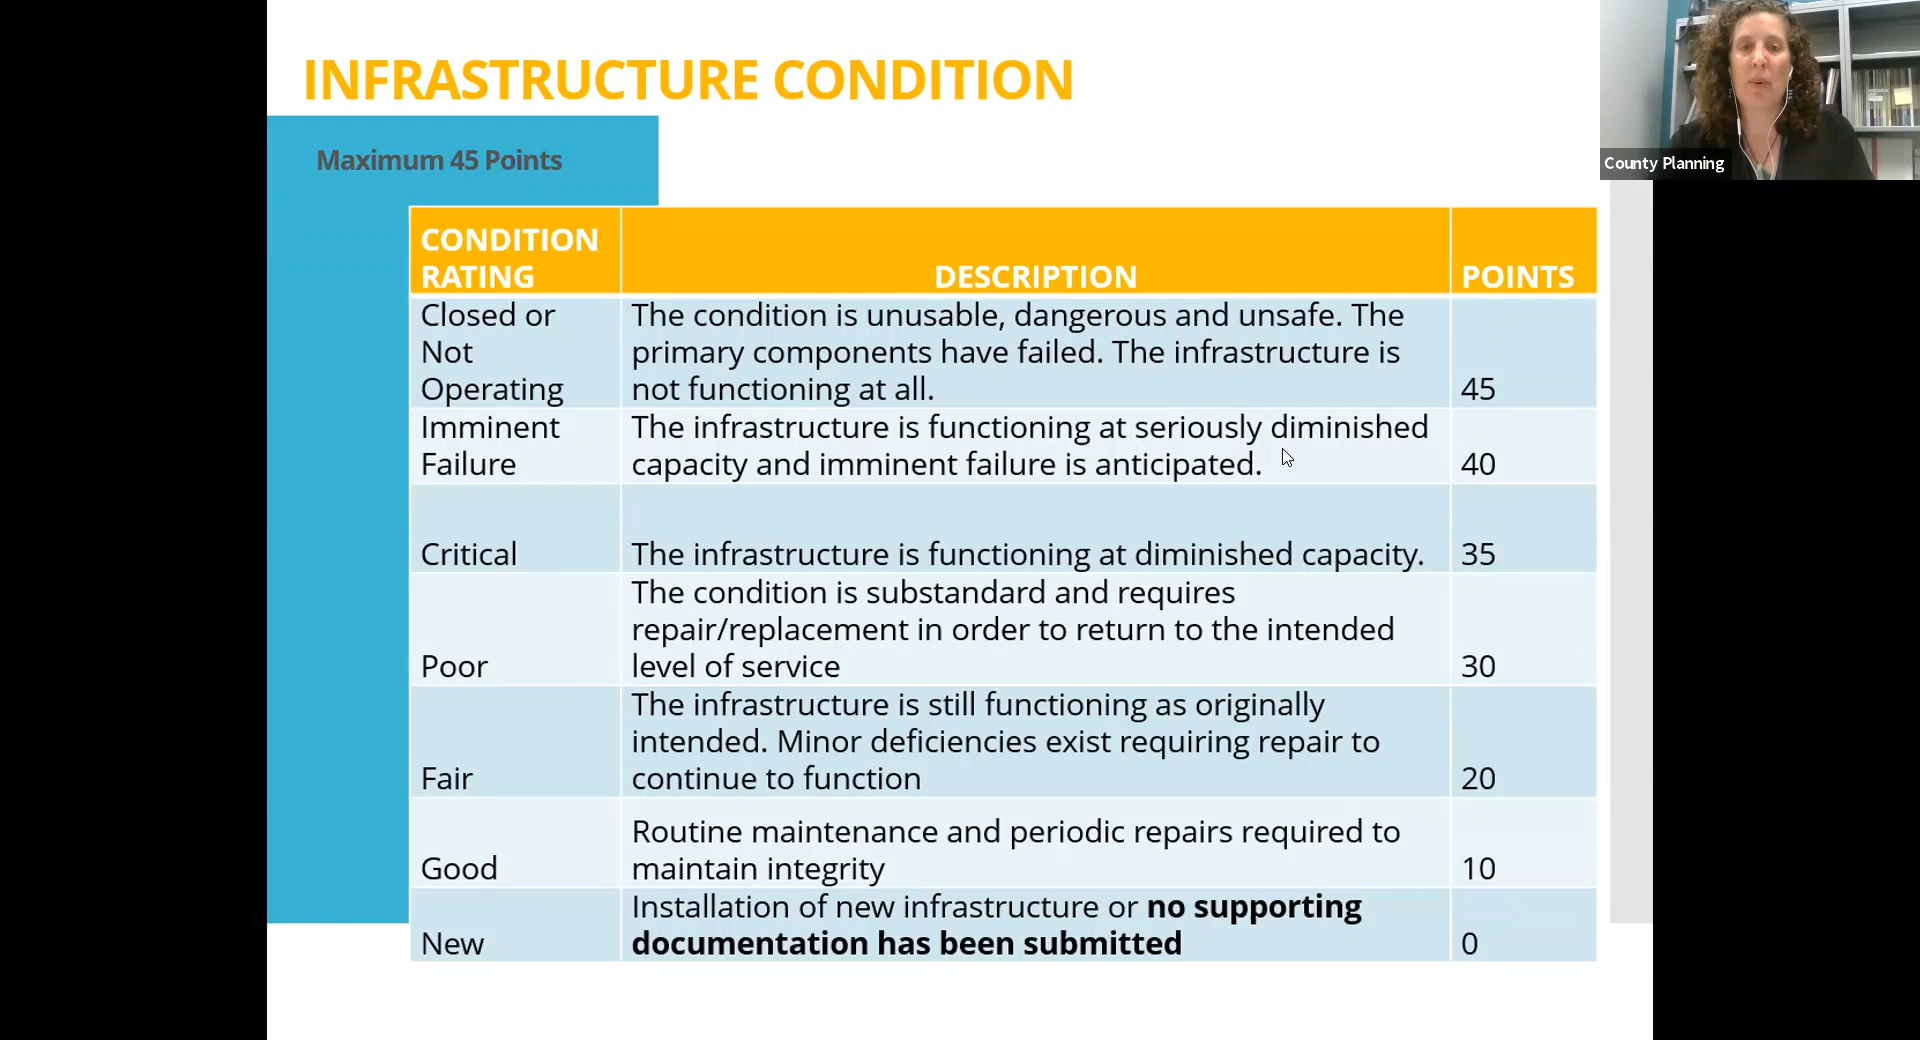 INFRASTRUCTURE CONDITION
County Planning
Maximum 45 Points
CONDITION
RATING
DESCRIPTION
POINTS
Closed or
Not
Operating
The condition is unusable, dangerous and unsafe. The
primary components have failed. The infrastructure is
not functioning at all.
45
Imminent
Failure
The infrastructure is functioning at seriously diminished
capacity and imminent failure is anticipated.
40
Critical
The infrastructure is functioning at diminished capacity.
35
Poor
The condition is substandard and requires
repair/replacement in order to return to the intended
level of service
30
Fair
The infrastructure is still functioning as originally
intended. Minor deficiencies exist requiring repair to
continue to function
20
Good
Routine maintenance and periodic repairs required to
maintain integrity
10
New
Installation of new infrastructure or no supporting
documentation has been submitted
0